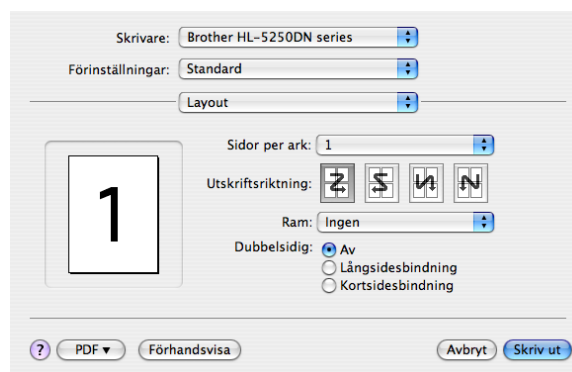 Skrivare: Brother HL-5250DN series
Förinställningar: Standard
Layout
Sidor per ark: 1
1
Utskriftsriktning:
Ram: Ingen
Dubbelsidig: Av
Långsidesbindning
Kortsidesbindning
? PDF ▼ Förhandsvisa Avbryt Skriv ut